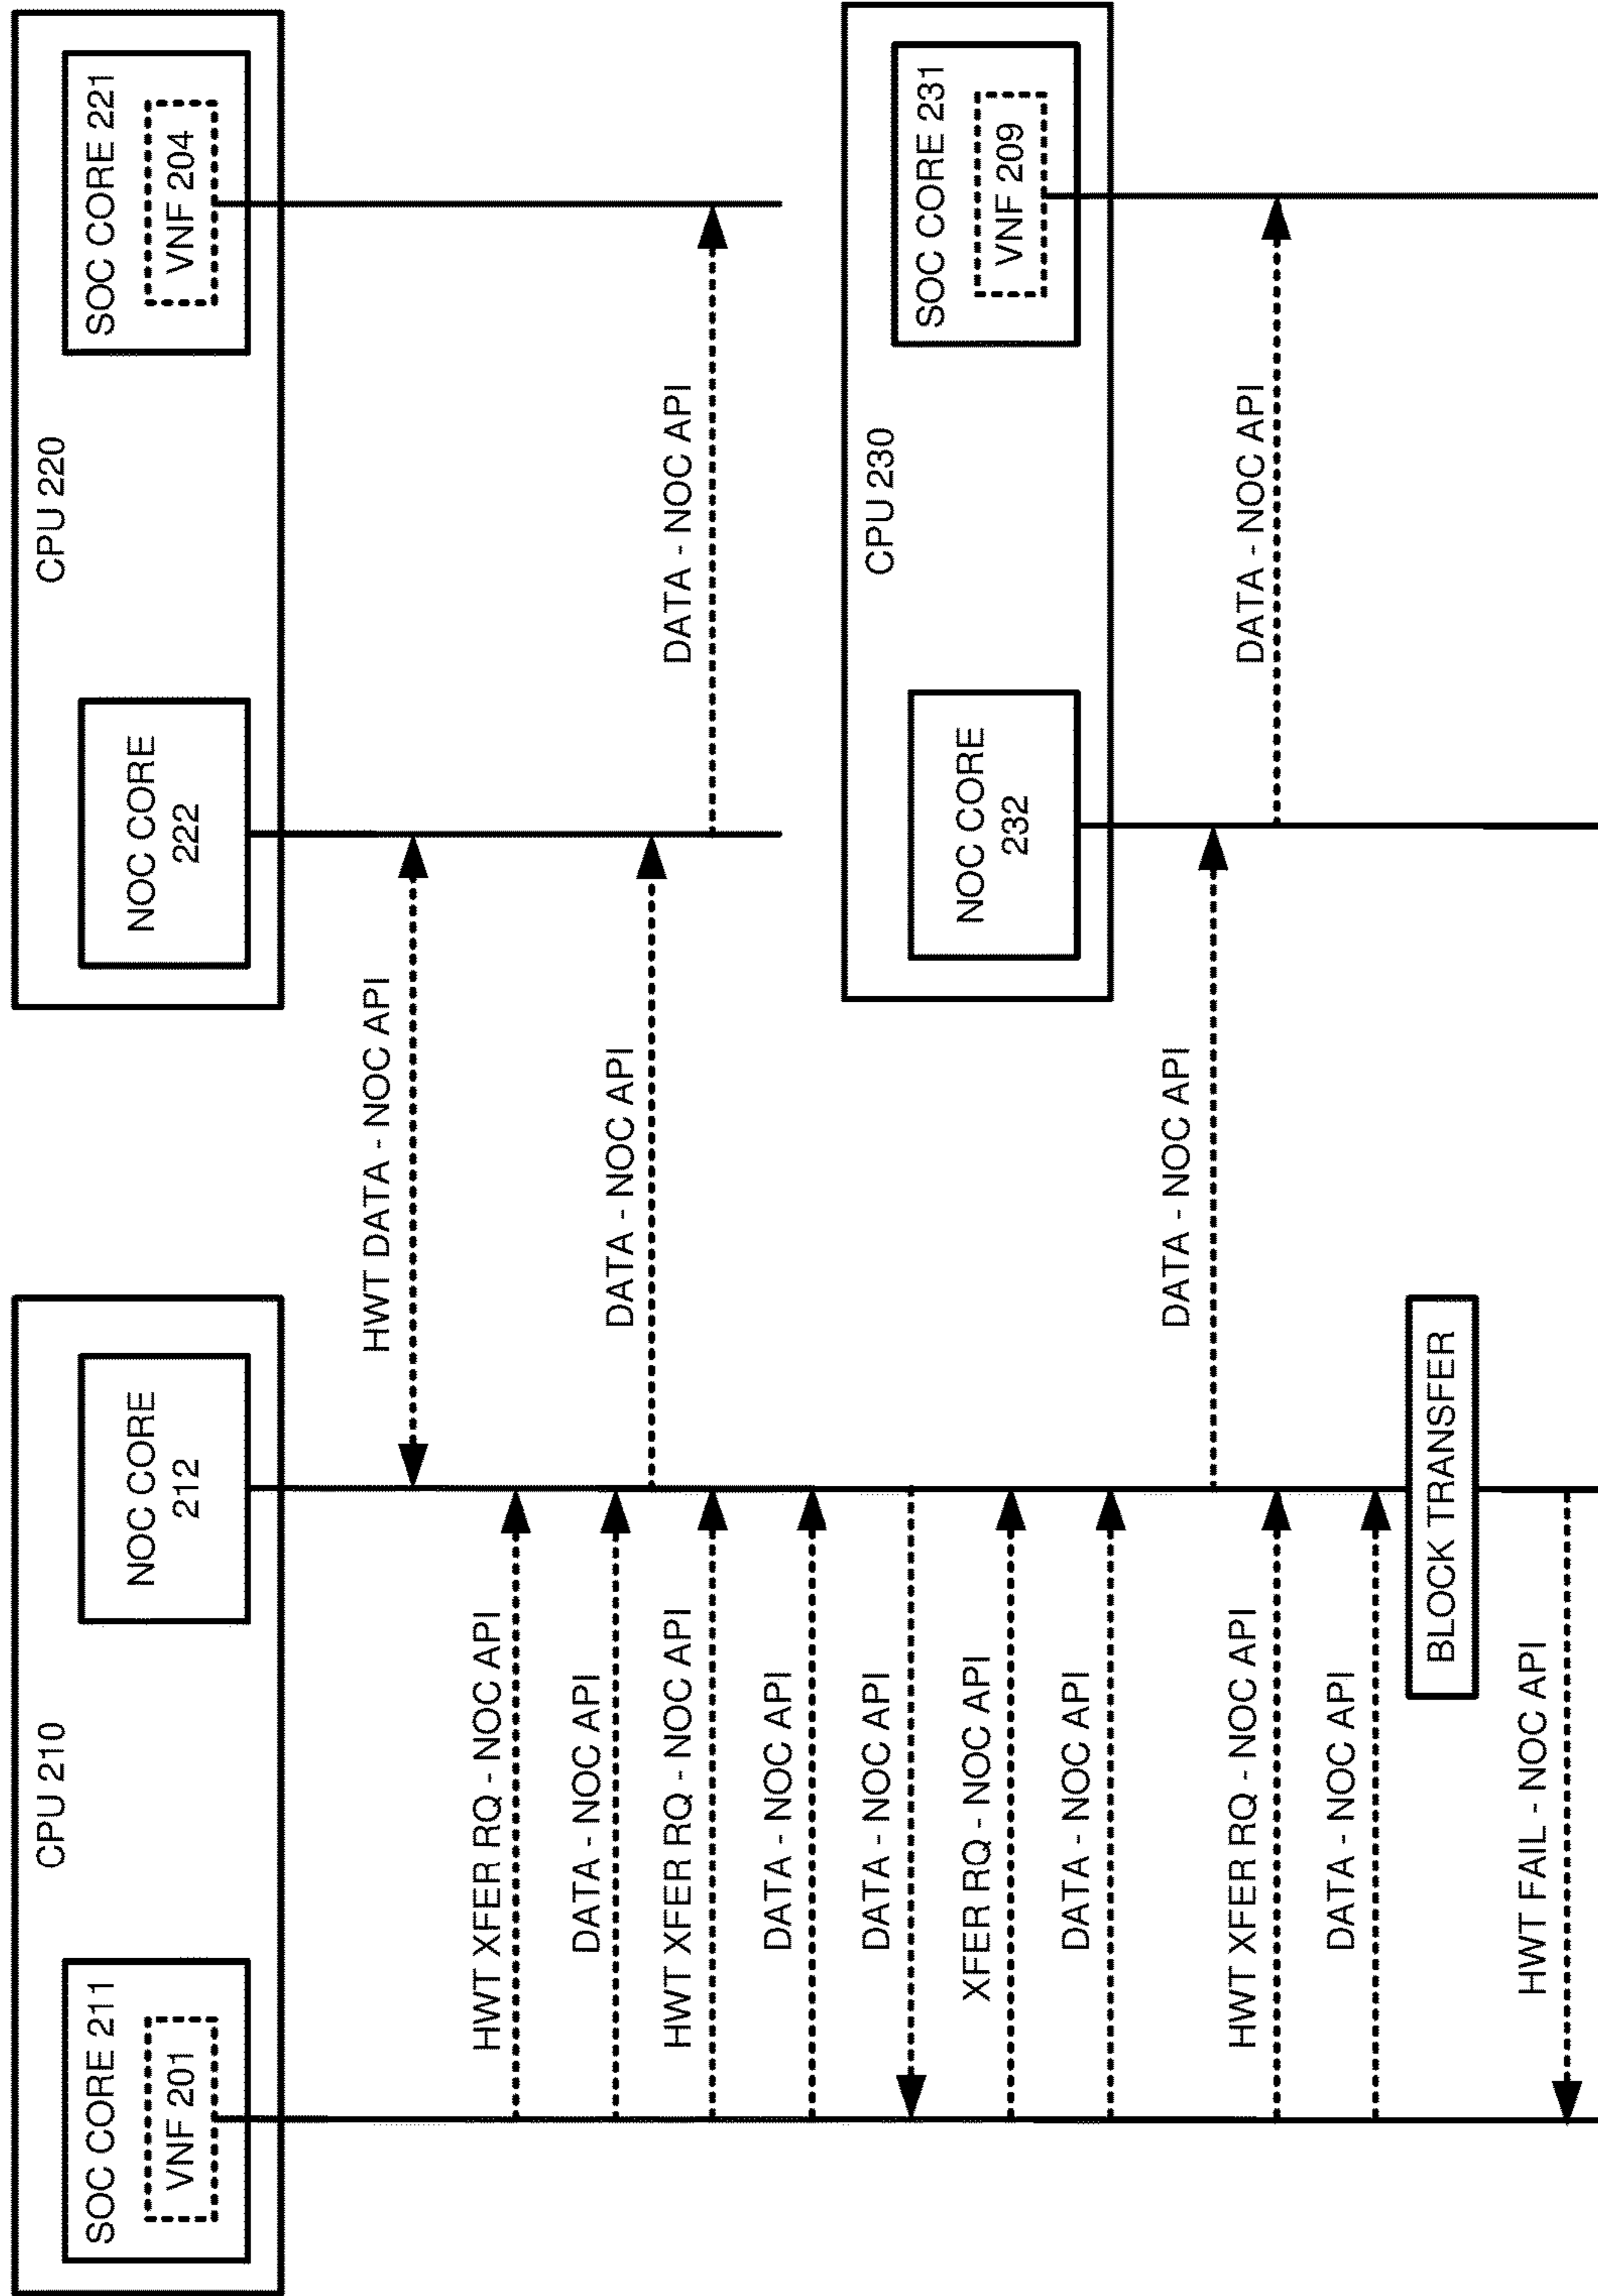 CPU 210
SOC CORE 211
VNF 201
NOC CORE
212
CPU 220
NOC CORE
222
SOC CORE 221
VNF 204
HWT DATA - NOC API
HWT XFER RQ - NOC API
DATA - NOC API
DATA - NOC API
HWT XFER RQ - NOC API
DATA - NOC API
DATA - NOC API
DATA - NOC API
CPU 230
NOC CORE
232
SOC CORE 231
VNF 209
XFER RQ - NOC API
DATA - NOC API
DATA - NOC API
HWT XFER RQ - NOC API
DATA - NOC API
DATA - NOC API
BLOCK TRANSFER
HWT FAIL - NOC API